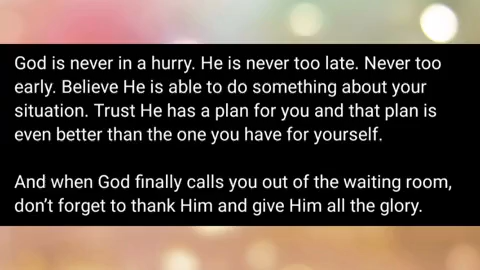 God is never in a hurry. He is never too late. Never too
early. Believe He is able to do something about your
situation. Trust He has a plan for you and that plan is
even better than the one you have for yourself.
And when God finally calls you out of the waiting room,
don’t forget to thank Him and give Him all the glory.